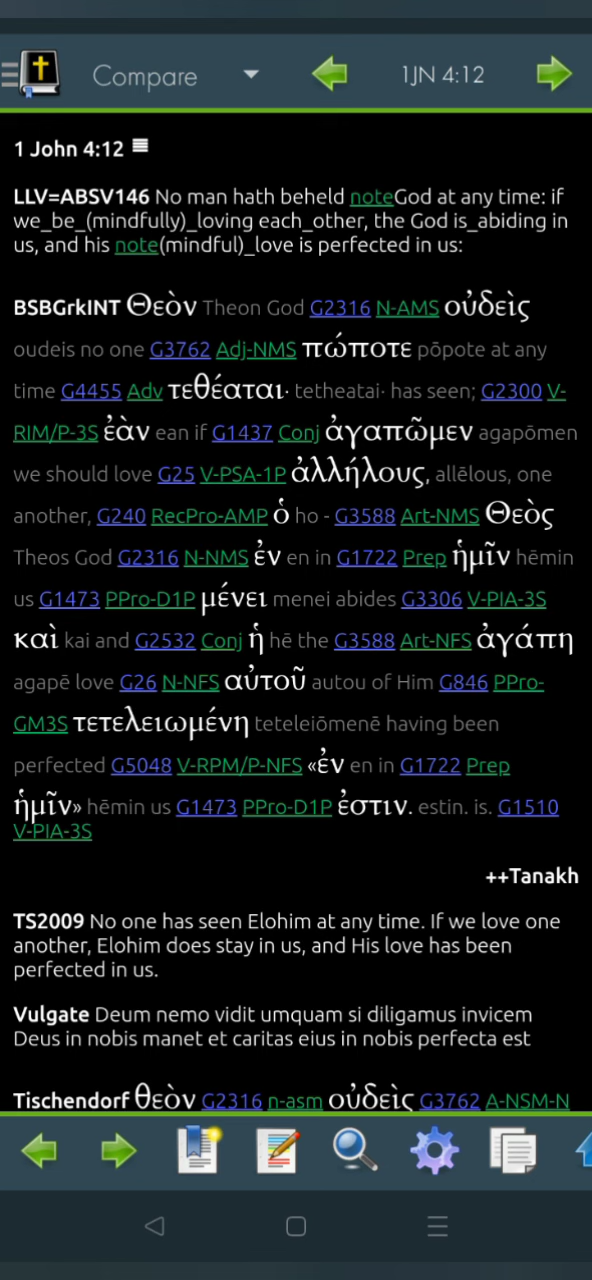 Compare
1JN 4:12
1 John 4:12
LLV=ABSV146 No man hath beheld noteGod at any time: if
we_be_(mindfully)_loving each_other, the God is_abiding in
us, and his note(mindful)_love is perfected in us:
BSBGrkINT Θεὸν Theon God G2316 N-AMS οὐδεὶς
oudeis no one G3762 Adj-NMS πώποτε pōpote at any
time G4455 Adv τεθέαται· tetheatai· has seen; G2300 V-
RIM/P-3S ἐὰν ean if G1437 Conj ἀγαπῶμεν agapōmen
we should love G25 V-PSA-1P ἀλλήλους, allēlous, one
another, G240 RecPro-AMP ὁ ho - G3588 Art-NMS Θεὸς
Theos God G2316 N-NMS ἐν en in G1722 Prep ἡμῖν hēmin
us G1473 PPro-D1P μένει menei abides G3306 V-PIA-3S
καὶ kai and G2532 Conj ἡ hē the G3588 Art-NFS ἀγάπη
agapē love G26 N-NFS αὐτοῦ autou of Him G846 PPro-
GM3S τετελειωμένη teteleiōmenē having been
perfected G5048 V-RPM/P-NFS «ἐν en in G1722 Prep
ἡμῖν» hēmin us G1473 PPro-D1P ἐστιν. estin. is. G1510
V-PIA-3S
++Tanakh
TS2009 No one has seen Elohim at any time. If we love one
another, Elohim does stay in us, and His love has been
perfected in us.
Vulgate Deum nemo vidit umquam si diligamus invicem
Deus in nobis manet et caritas eius in nobis perfecta est
Tischendorf θεὸν G2316 n-asm οὐδεὶς G3762 A-NSM-N